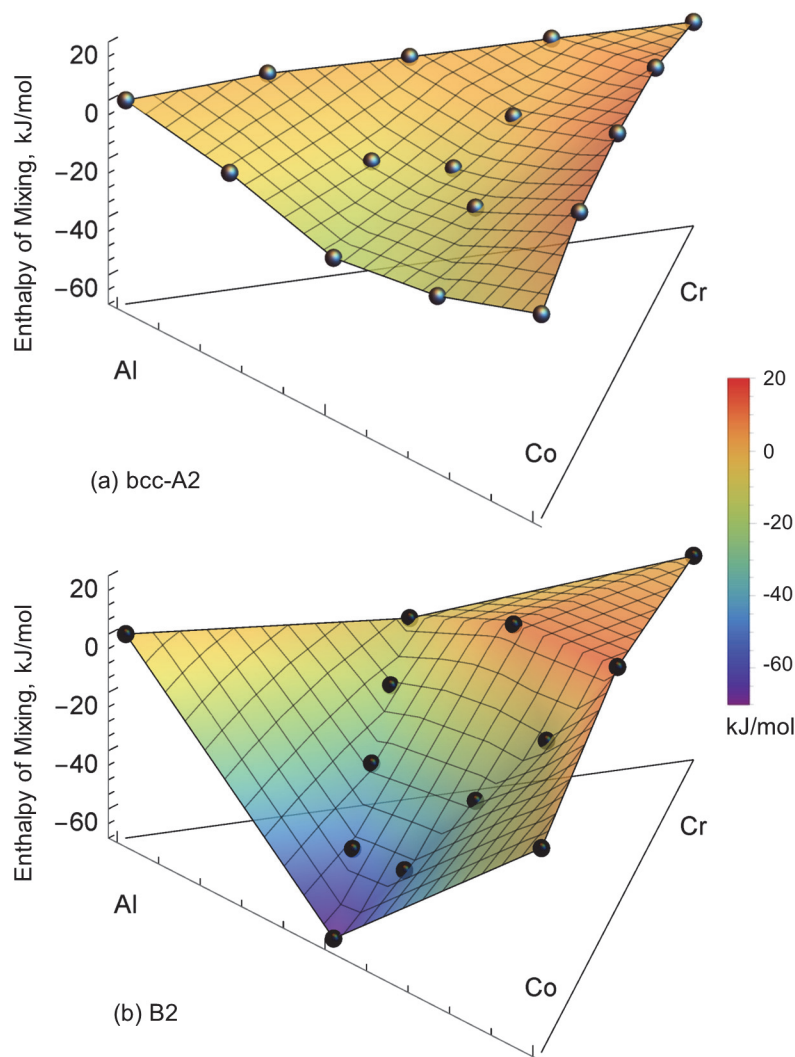 20
0
−20
−40
−60
Enthalpy of Mixing, kJ/mol
Al
Cr
Co
(a) bcc-A2
20
0
-20
-40
-60
kJ/mol
20
0
−20
−40
−60
Enthalpy of Mixing, kJ/mol
Al
Cr
Co
(b) B2